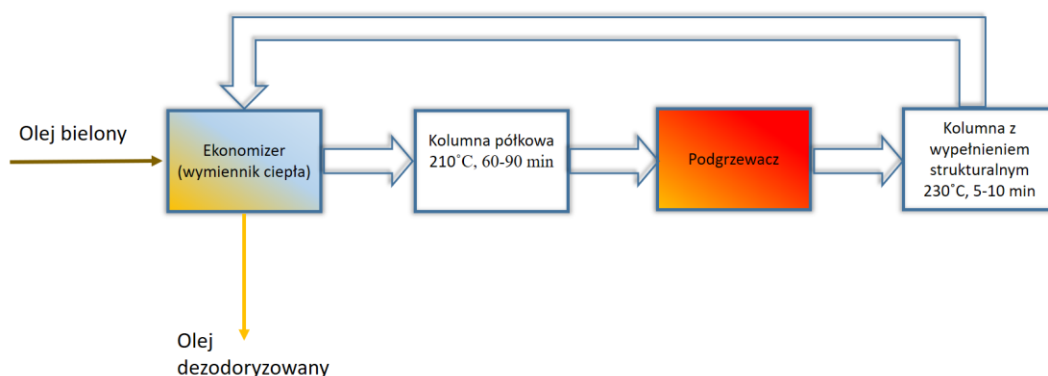 Olej bielony
Ekonomizer
(wymiennik ciepła)
Kolumna półkowa
210˚C, 60-90 min
Podgrzewacz
Kolumna z
wypełnieniem
strukturalnym
230˚C, 5-10 min
Olej
dezodoryzowany